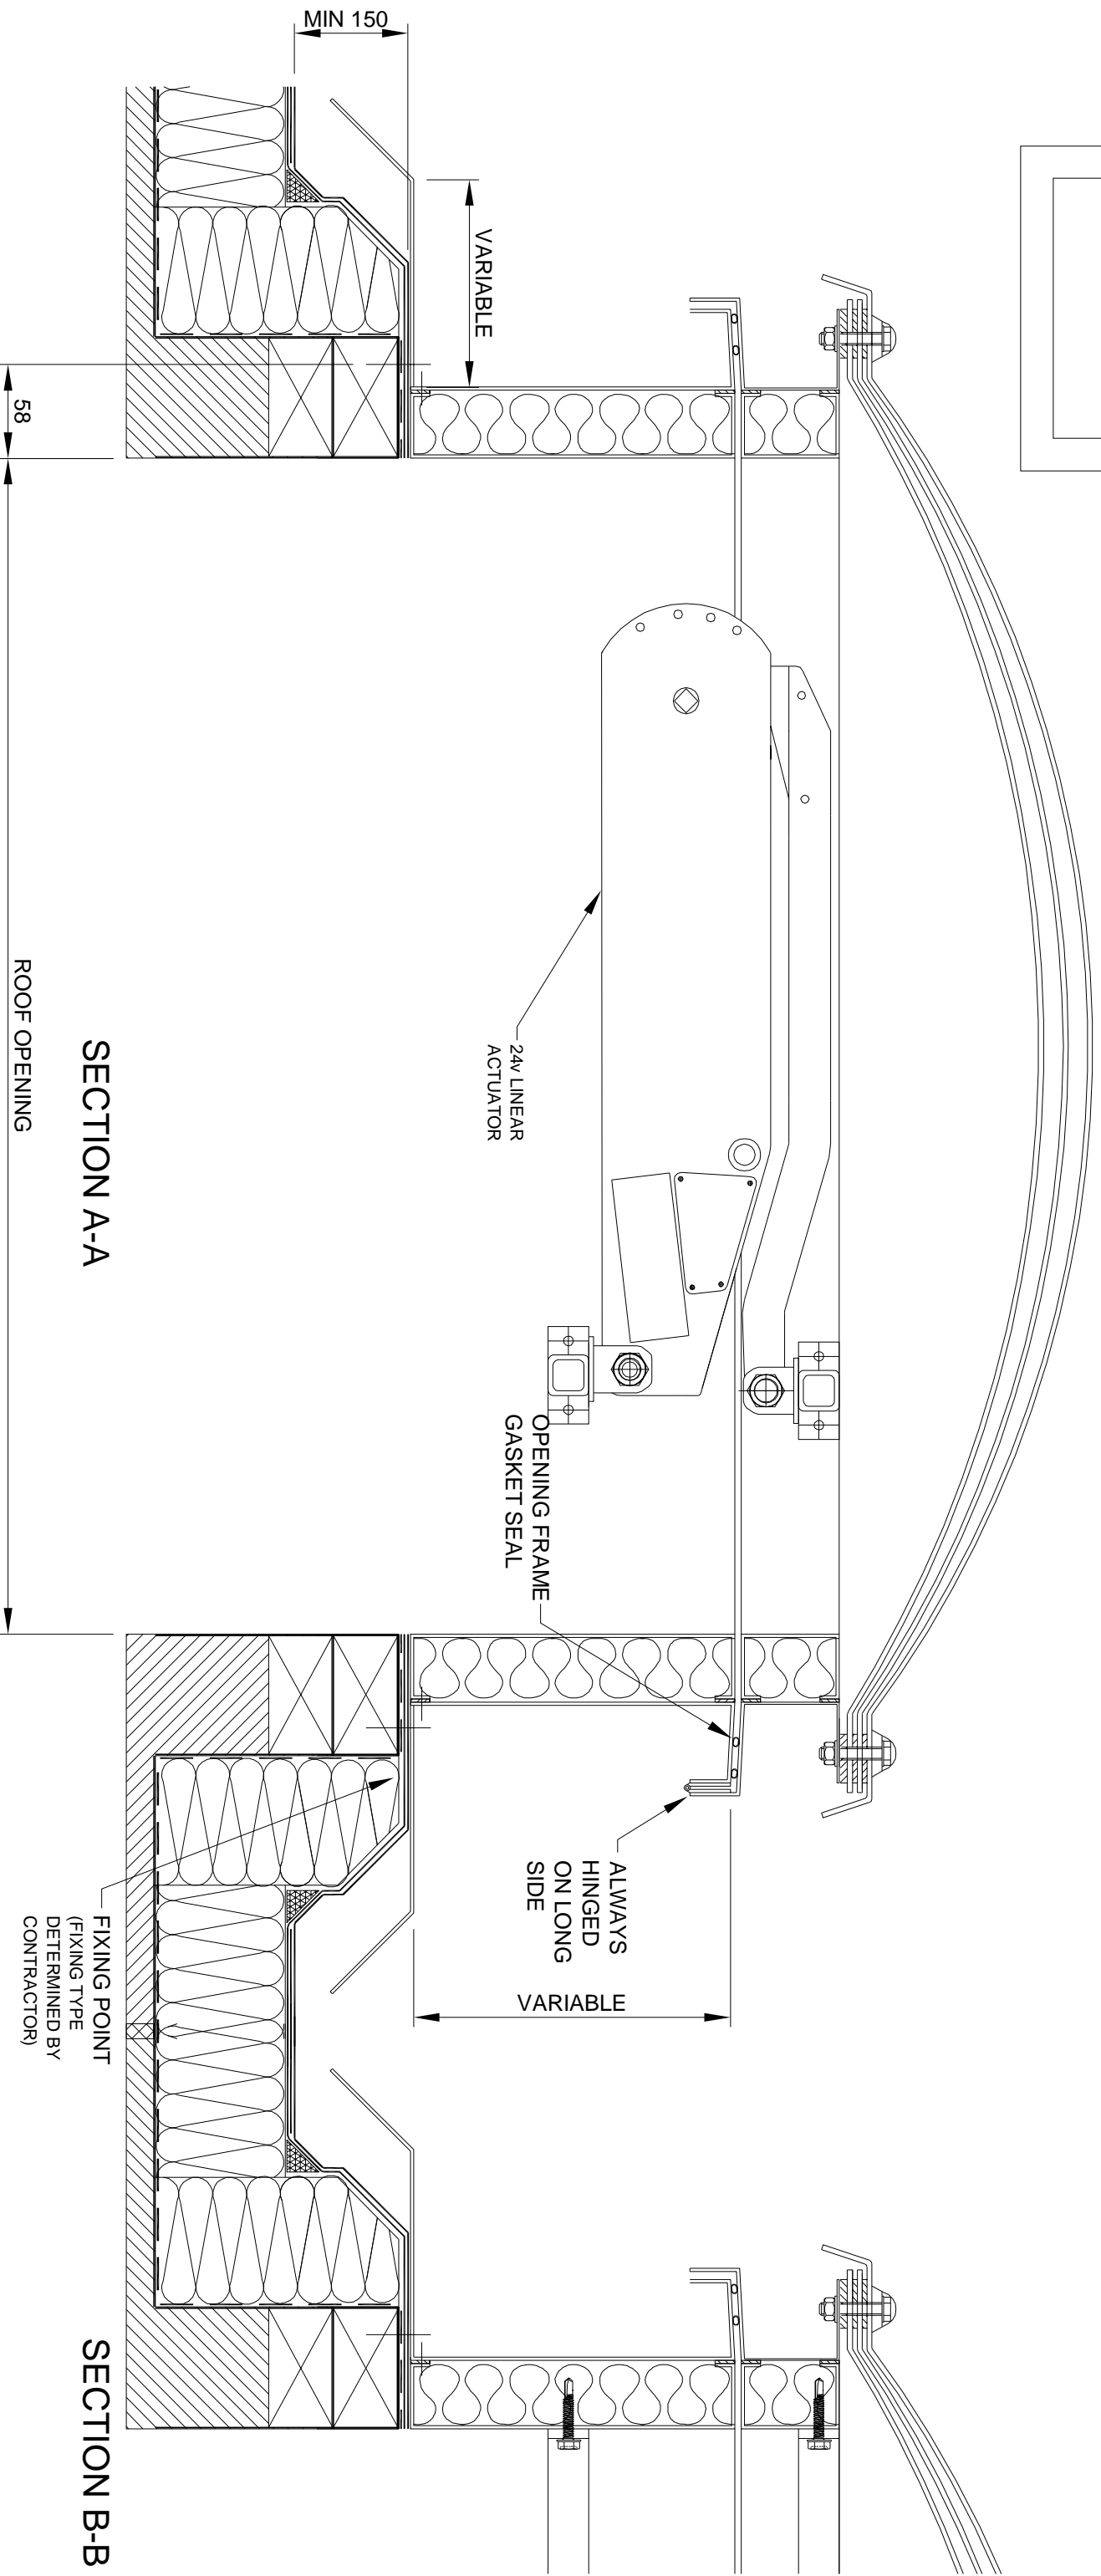 MIN 150
VARIABLE
58
ROOF OPENING
SECTION A-A
24v LINEAR
ACTUATOR
OPENING FRAME
GASKET SEAL
ALWAYS
HINGED
ON LONG
SIDE
VARIABLE
FIXING POINT
(FIXING TYPE
DETERMINED BY
CONTRACTOR)
SECTION B-B